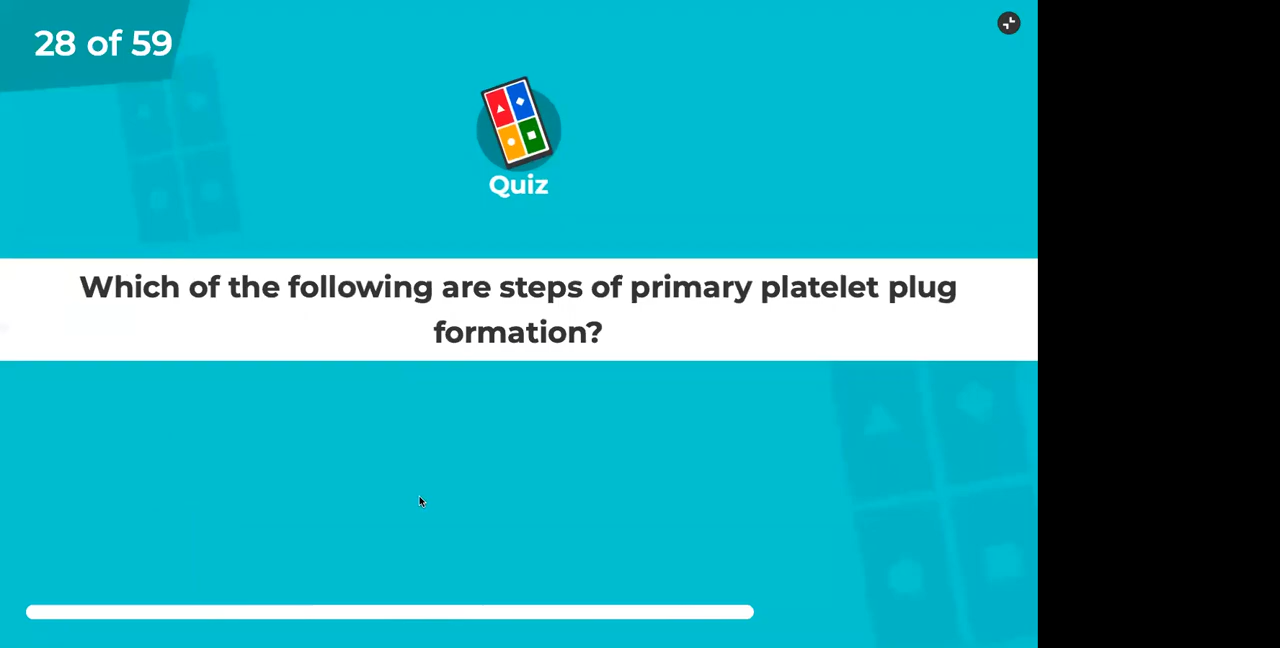 28 of 59
Quiz
Which of the following are steps of primary platelet plug
formation?